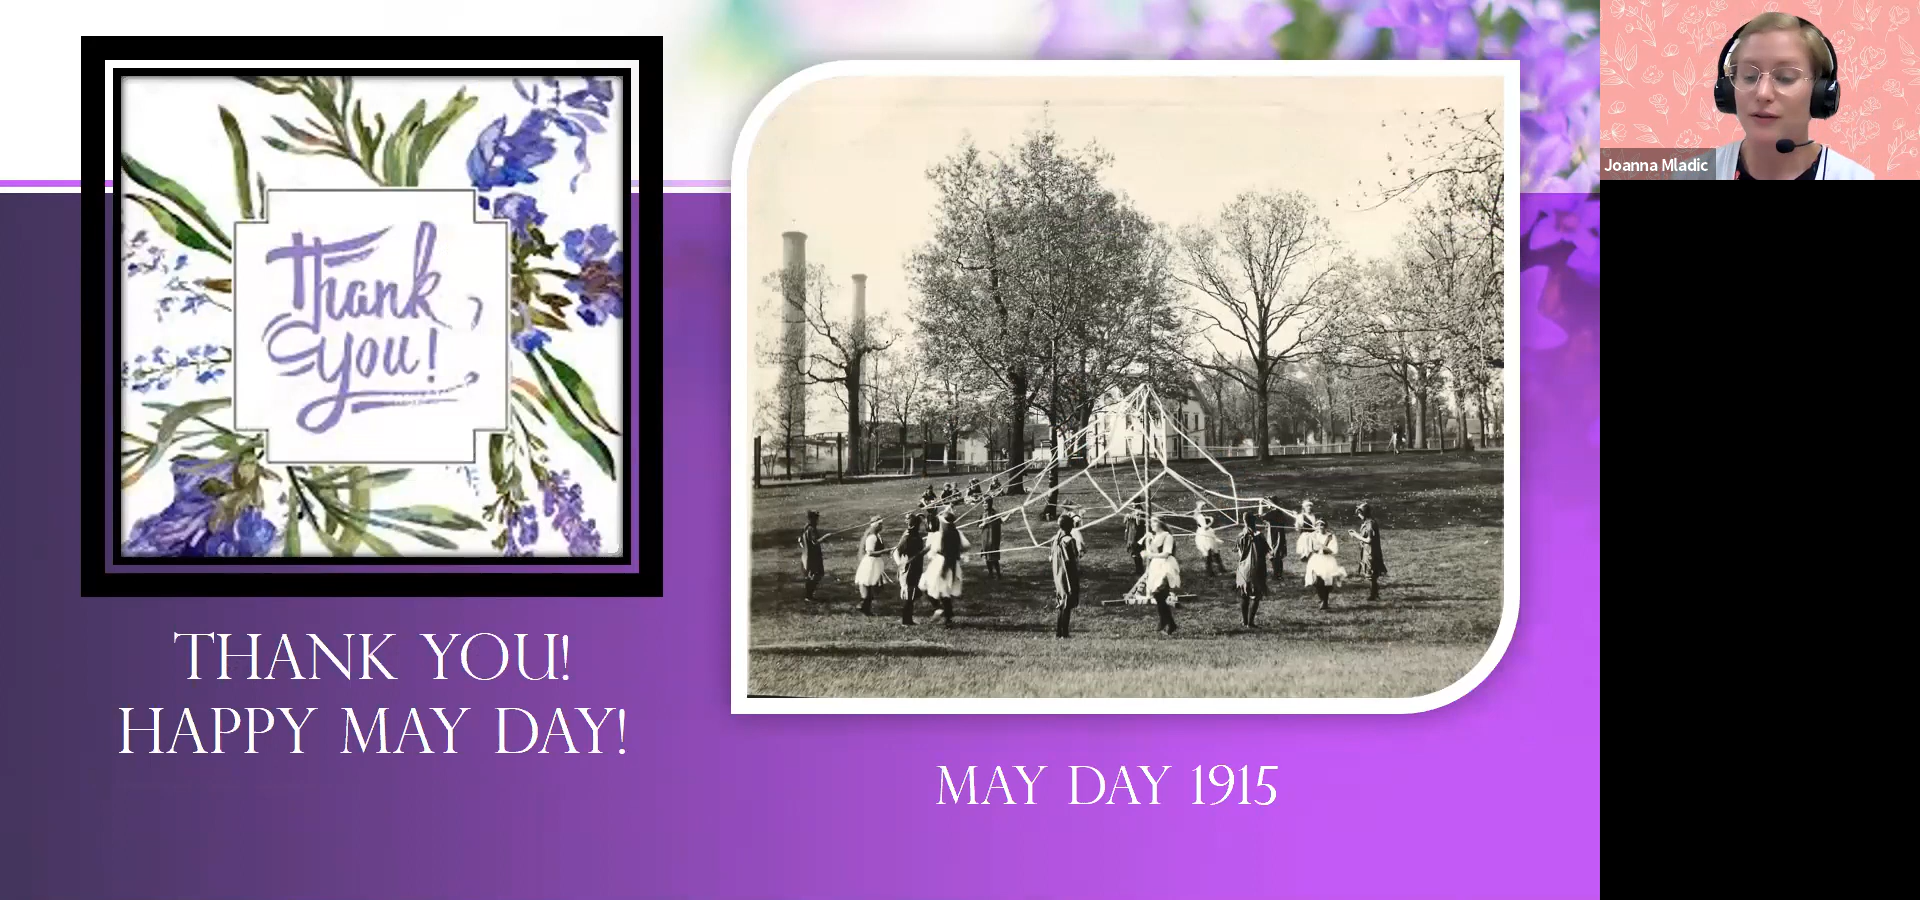 Thank
you!
THANK YOU!
HAPPY MAY DAY!
MAY DAY 1915
Joanna Mladic